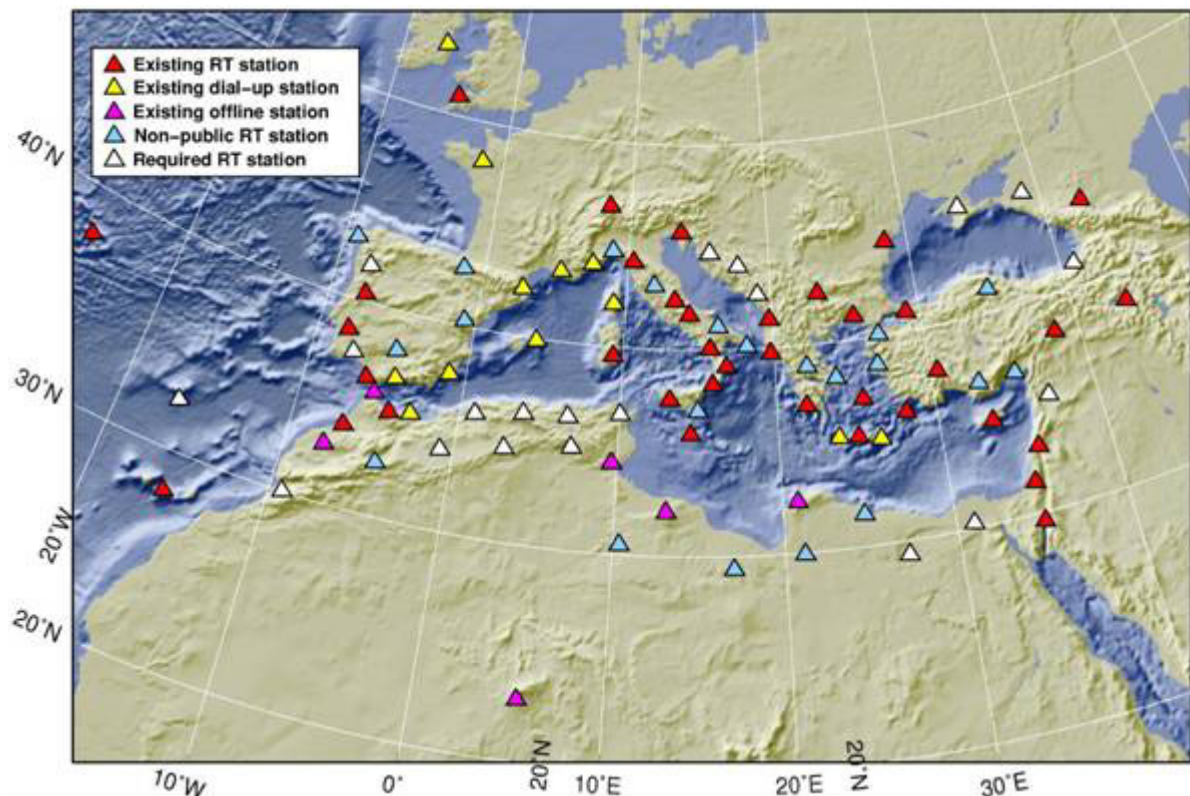 Existing RT station
Existing dial-up station
Existing offline station
Non-public RT station
Required RT station
40˚N
30˚N
20˚W
20˚N
10˚W
0˚
20˚N
10˚E
20˚E
20˚N
30˚E